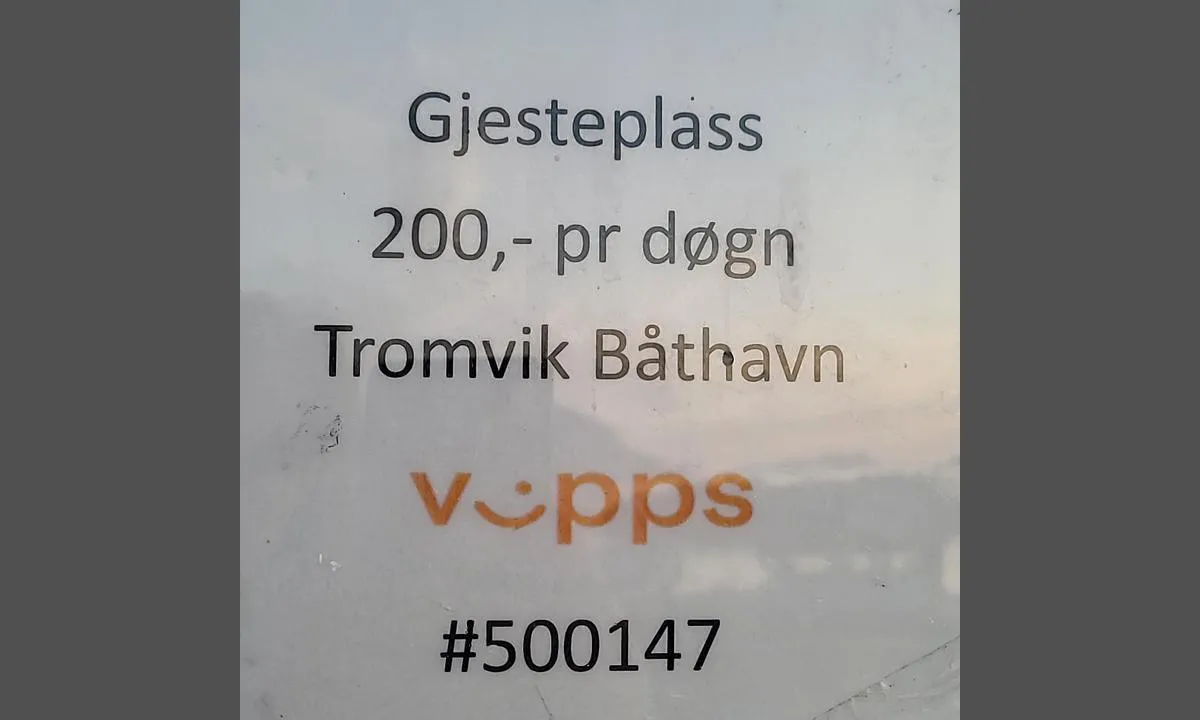 Gjesteplass
200,- pr døgn
Tromvik Båthavn
vipps
#500147